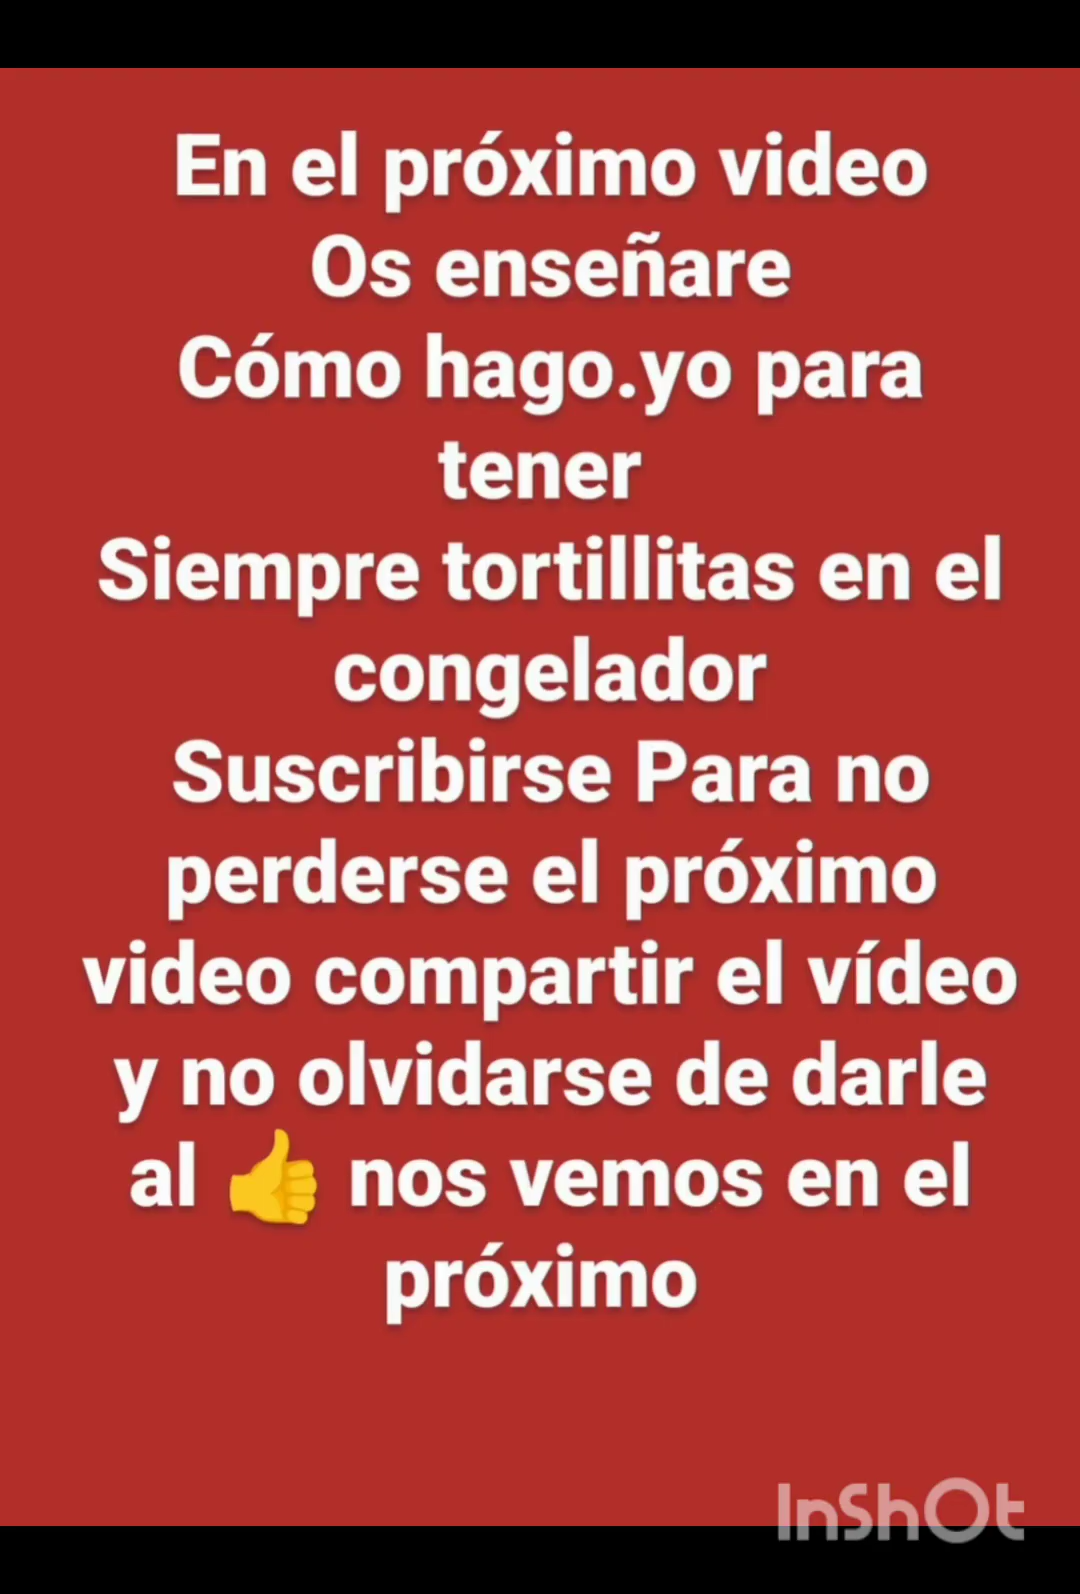 En el próximo video
Os enseñare
Cómo hago.yo para
tener
Siempre tortillitas en el
congelador
Suscribirse Para no
perderse el próximo
video compartir el vídeo
y no olvidarse de darle
al 👍 nos vemos en el
próximo
InShOt